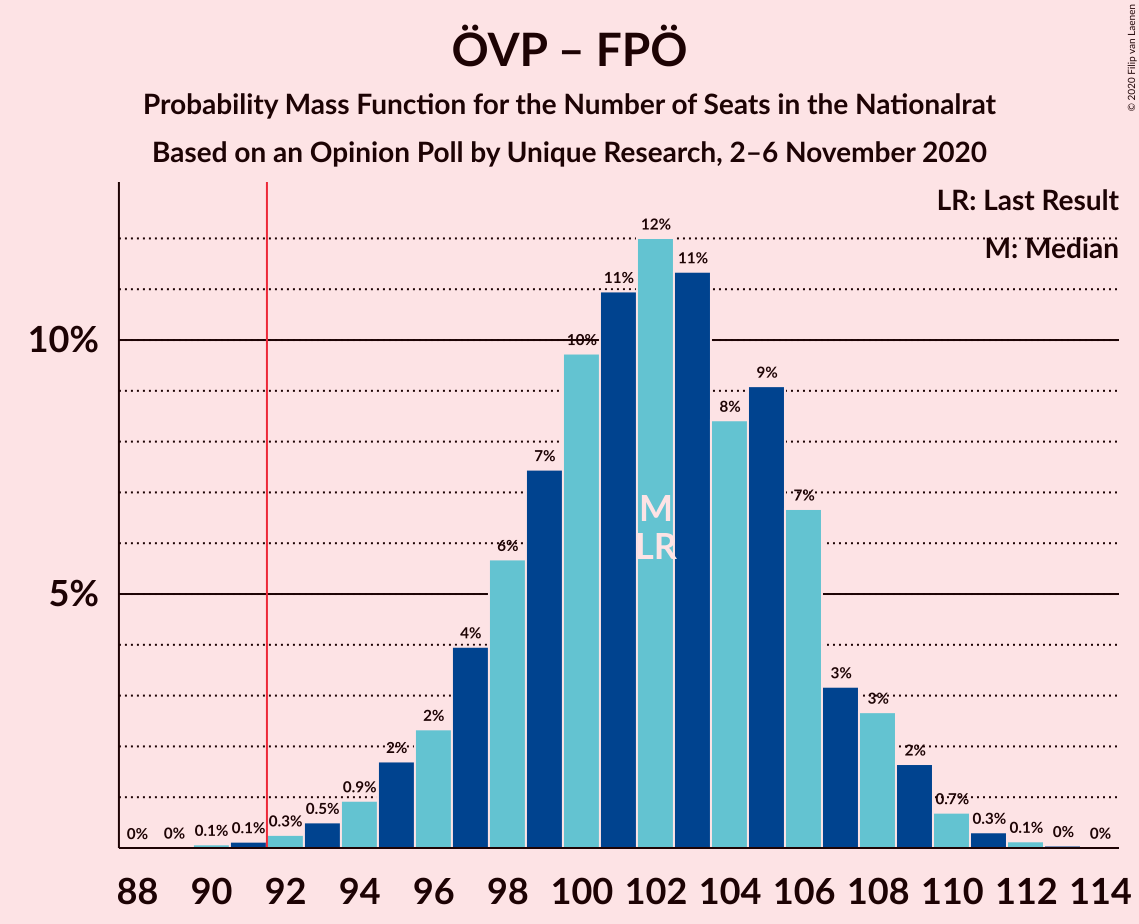 ÖVP – FPÖ
Probability Mass Function for the Number of Seats in the Nationalrat
Based on an Opinion Poll by Unique Research, 2–6 November 2020
© 2020 Filip van Laenen
LR: Last Result
M: Median
10%
5%
0% 0% 0.1% 0.1% 0.3% 0.5% 0.9% 2% 2% 4% 6% 7% 10% 11% 12% 11% 8% 9% 7% 3% 3% 2% 0.7% 0.3% 0.1% 0% 0%
M
LR
88 90 92 94 96 98 100 102 104 106 108 110 112 114